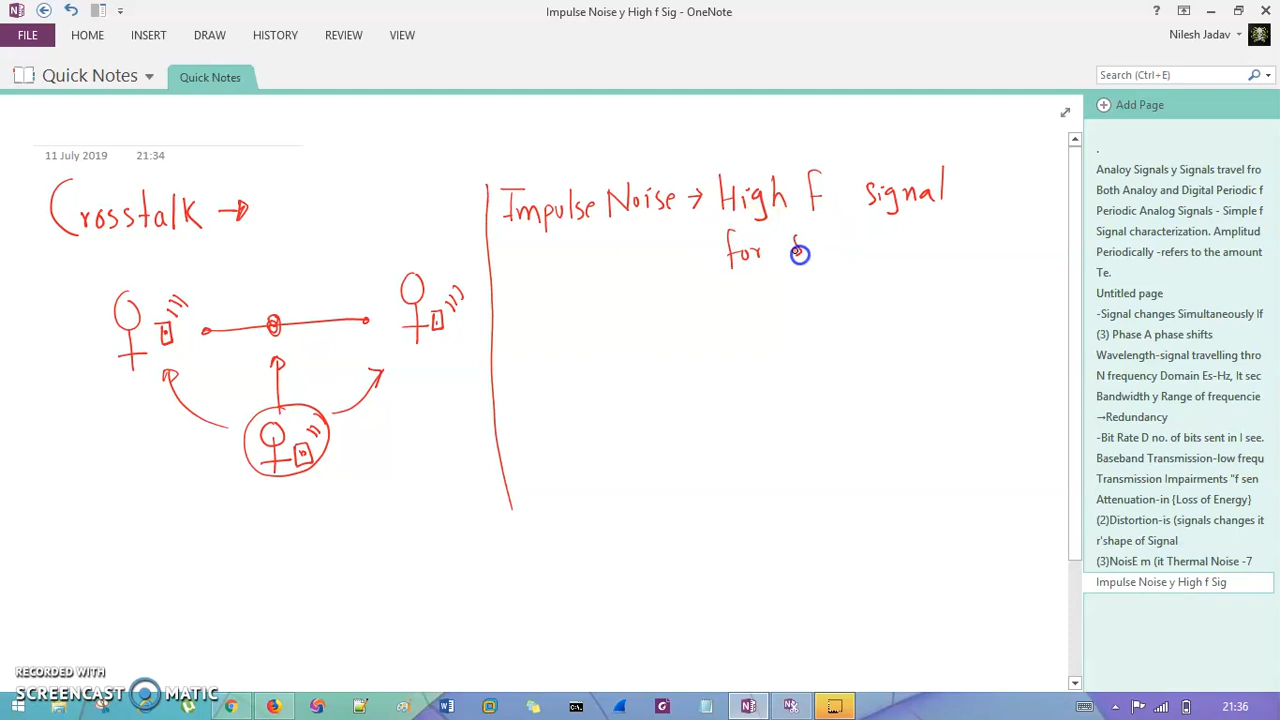 Impulse Noise y High f Sig - OneNote
FILE HOME INSERT DRAW HISTORY REVIEW VIEW
Nilesh Jadav
Quick Notes
Quick Notes
Search (Ctrl+E)
Add Page
11 July 2019 21:34
Crosstalk →
Impulse Noise → High F signal
for
.
Analoy Signals y Signals travel fro
Both Analoy and Digital Periodic f
Periodic Analog Signals - Simple f
Signal characterization. Amplitud
Periodically -refers to the amount
Te.
Untitled page
-Signal changes Simultaneously If
(3) Phase A phase shifts
Wavelength-signal travelling thro
N frequency Domain Es-Hz, It sec
Bandwidth y Range of frequencie
→Redundancy
-Bit Rate D no. of bits sent in I see.
Baseband Transmission-low frequ
Transmission Impairments "f sen
Attenuation-in {Loss of Energy}
(2)Distortion-is (signals changes it
r'shape of Signal
(3)NoisE m (it Thermal Noise -7
Impulse Noise y High f Sig
RECORDED WITH
SCREENCAST MATIC
21:36